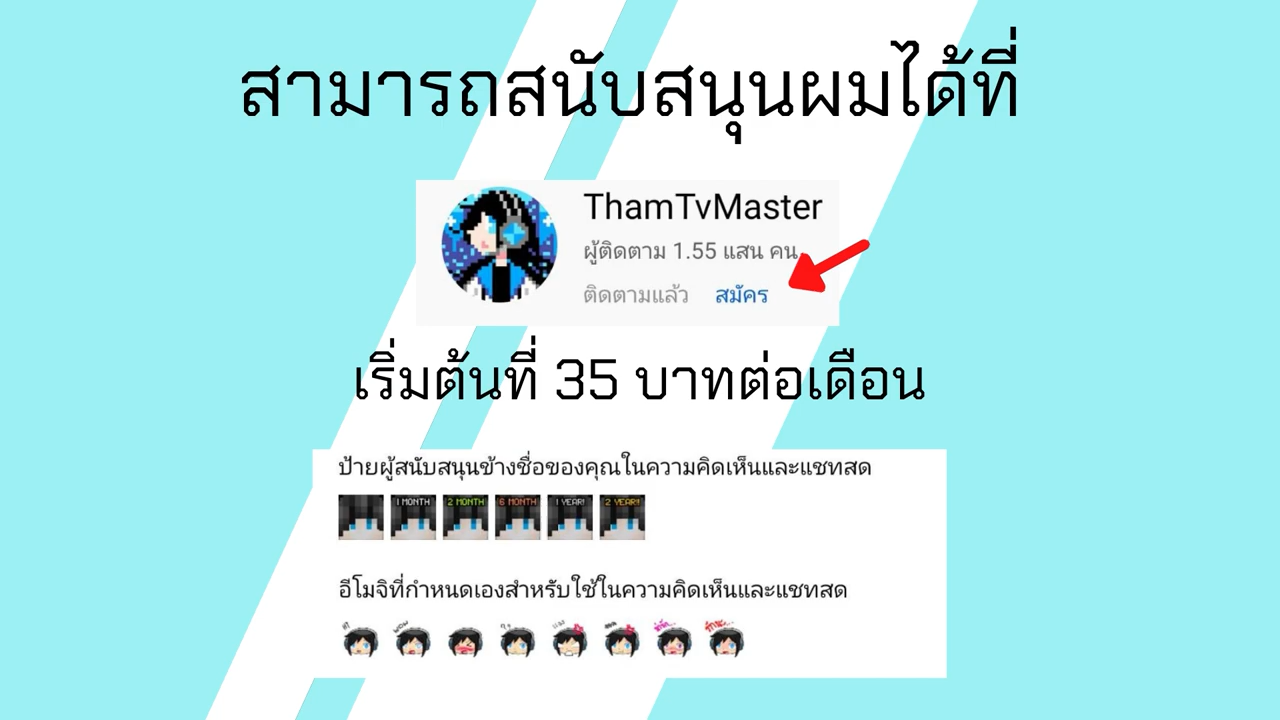 สามารถสนับสนุนผมได้ที่
ThamTvMaster
ผู้ติดตาม 1.55 แสน คน
ติดตามแล้ว สมัคร
เริ่มต้นที่ 35 บาทต่อเดือน
ป้ายผู้สนับสนุนข้างชื่อของคุณในความคิดเห็นและแชทสด
1 MONTH 2 MONTH 6 MONTH 1 YEAR! 2 YEAR!!
อีโมจิที่กำหนดเองสำหรับใช้ในความคิดเห็นและแชทสด